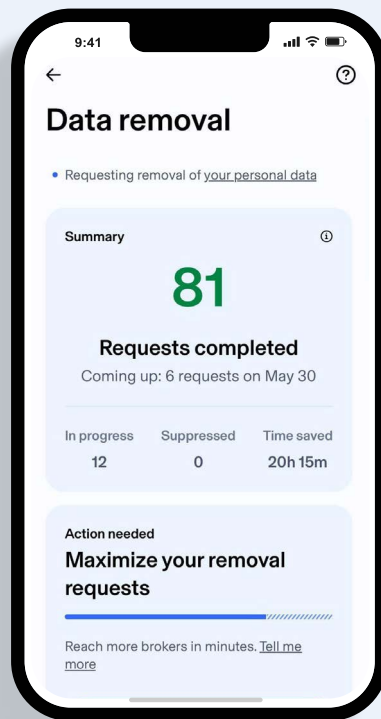 9:41
Data removal
Requesting removal of your personal data
Summary
81
Requests completed
Coming up: 6 requests on May 30
In progress Suppressed Time saved
12 0 20h 15m
Action needed
Maximize your removal
requests
Reach more brokers in minutes. Tell me
more